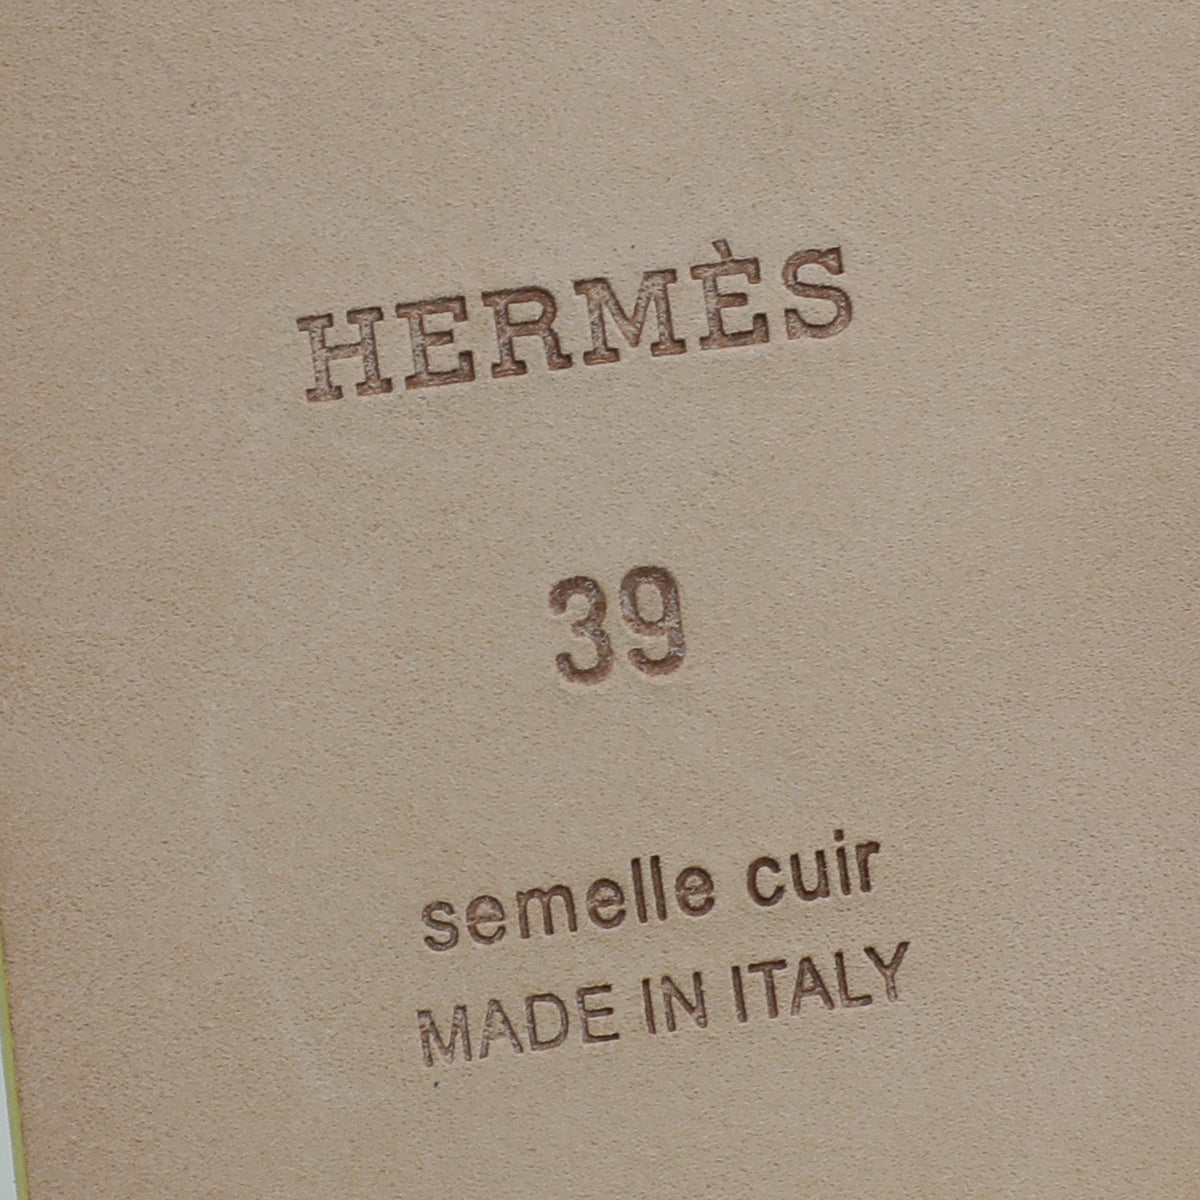 HERMÈS
39
semelle cuir
MADE IN ITALY